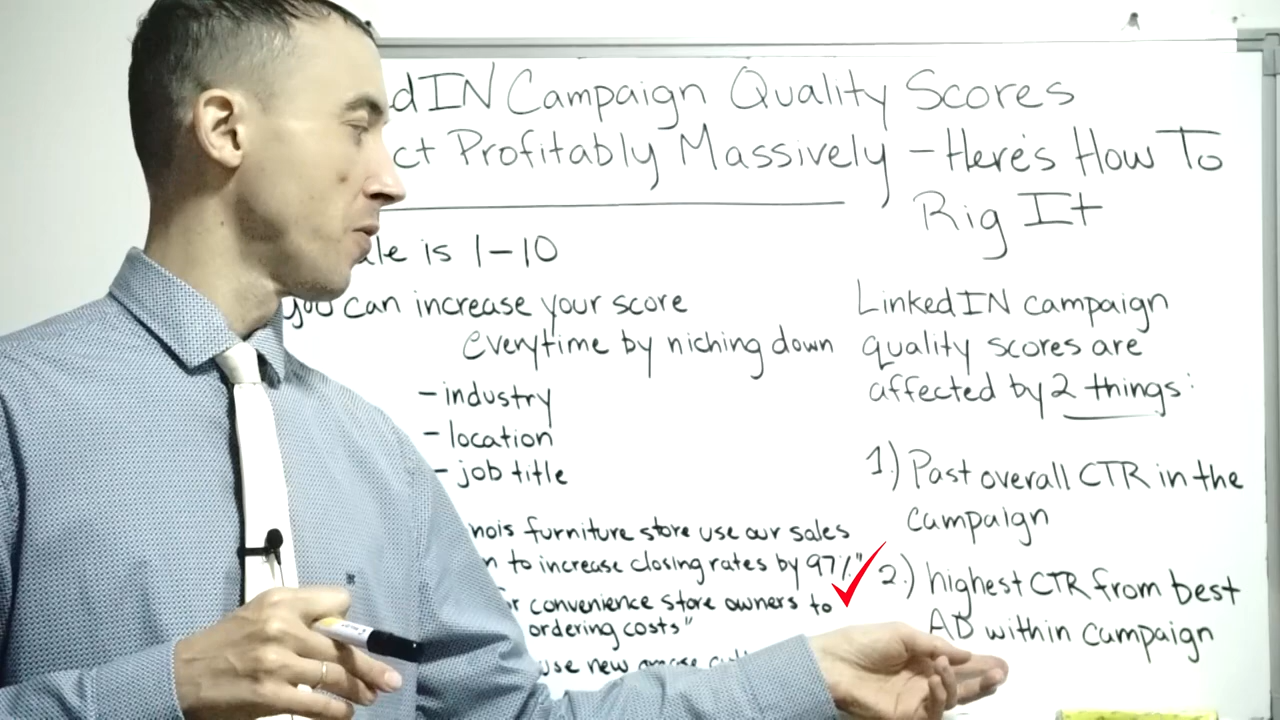 dIN Campaign Quality Scores
ct Profitably Massively - Here's How To
Rig It
ale is 1-10
you can increase your score
everytime by niching down
- industry
- location
- job title
nois furniture store use our sales
n to increase closing rates by 97%"
r convenience store owners to
ordering costs"
use new
LinkedIN campaign
quality scores are
affected by 2 things:
1.) Past overall CTR in the
campaign
2.) highest CTR from best
AD within campaign